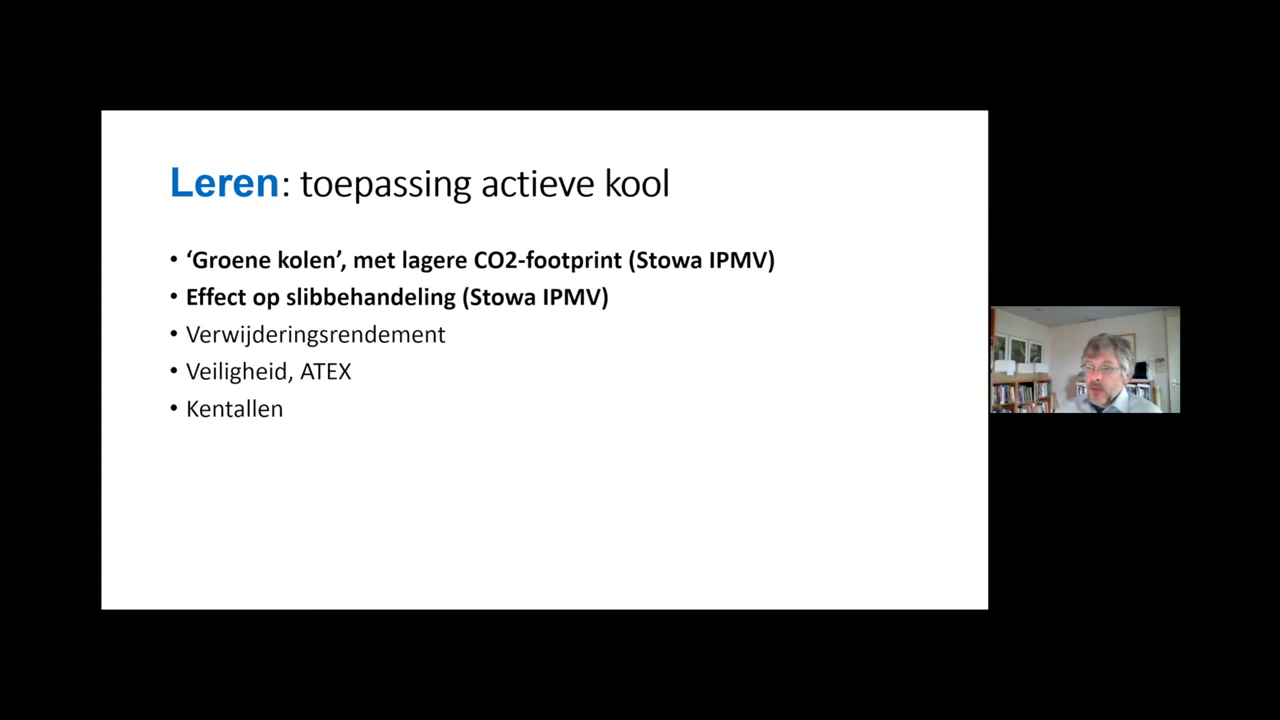 Leren: toepassing actieve kool
• ‘Groene kolen’, met lagere CO2-footprint (Stowa IPMV)
• Effect op slibbehandeling (Stowa IPMV)
• Verwijderingsrendement
• Veiligheid, ATEX
• Kentallen